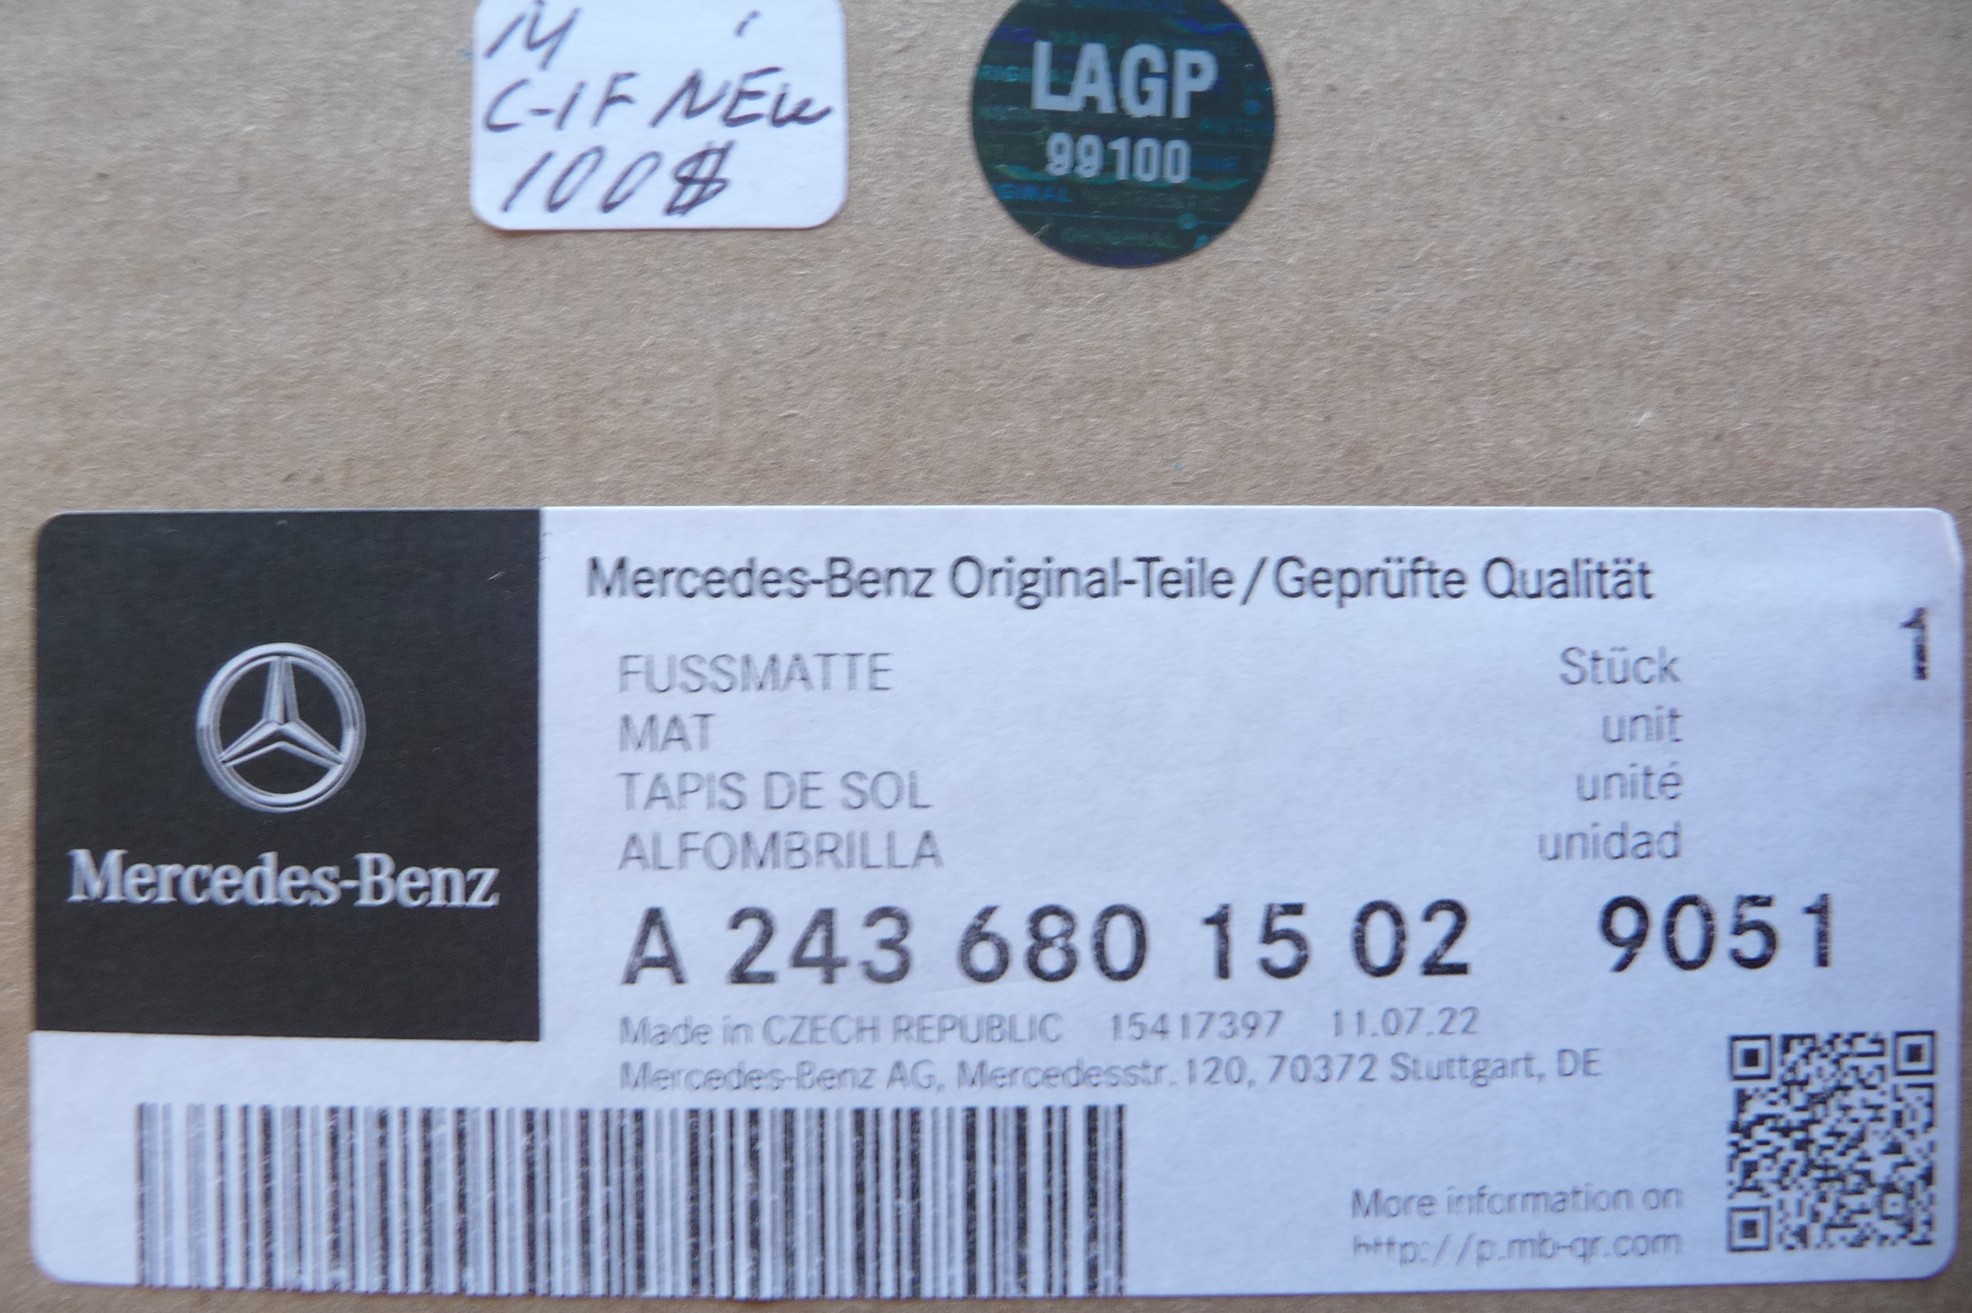 M
C-IF NEW
100$
LAGP
99100
Mercedes-Benz
Mercedes-Benz Original-Teile/Geprüfte Qualität
FUSSMATTE Stück 1
MAT unit
TAPIS DE SOL unité
ALFOMBRILLA unidad
A 243 680 15 02 9051
Made in CZECH REPUBLIC 15417397 11.07.22
Mercedes-Benz AG, Mercedesstr. 120, 70372 Stuttgart, DE
More information on
http://p.mb-qr.com